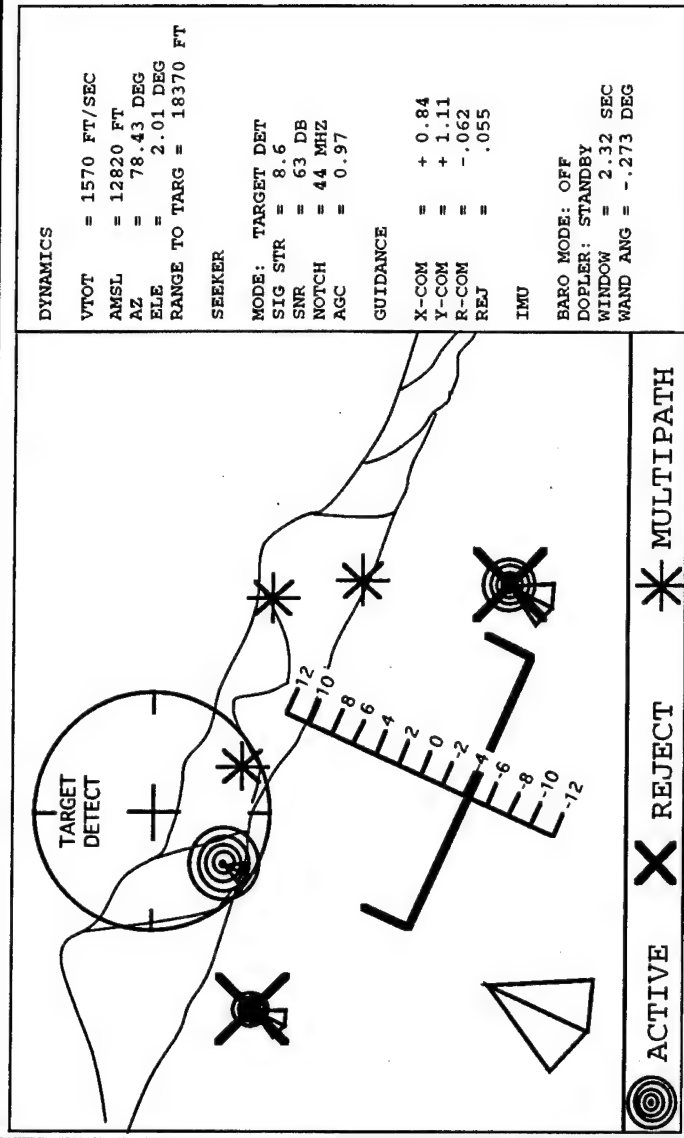 TARGET
DETECT
12
10
8
6
4
2
0
-2
-4
-6
-8
-10
-12
DYNAMICS
VTOT = 1570 FT/SEC
AMSL = 12820 FT
AZ = 78.43 DEG
ELE = 2.01 DEG
RANGE TO TARG = 18370 FT
SEEKER
MODE: TARGET DET
SIG STR = 8.6
SNR = 63 DB
NOTCH = 44 MHZ
AGC = 0.97
GUIDANCE
X-COM = + 0.84
Y-COM = + 1.11
R-COM = -.062
REJ = .055
IMU
BARO MODE: OFF
DOPLER: STANDBY
WINDOW = 2.32 SEC
WAND ANG = -.273 DEG
ACTIVE REJECT MULTIPATH